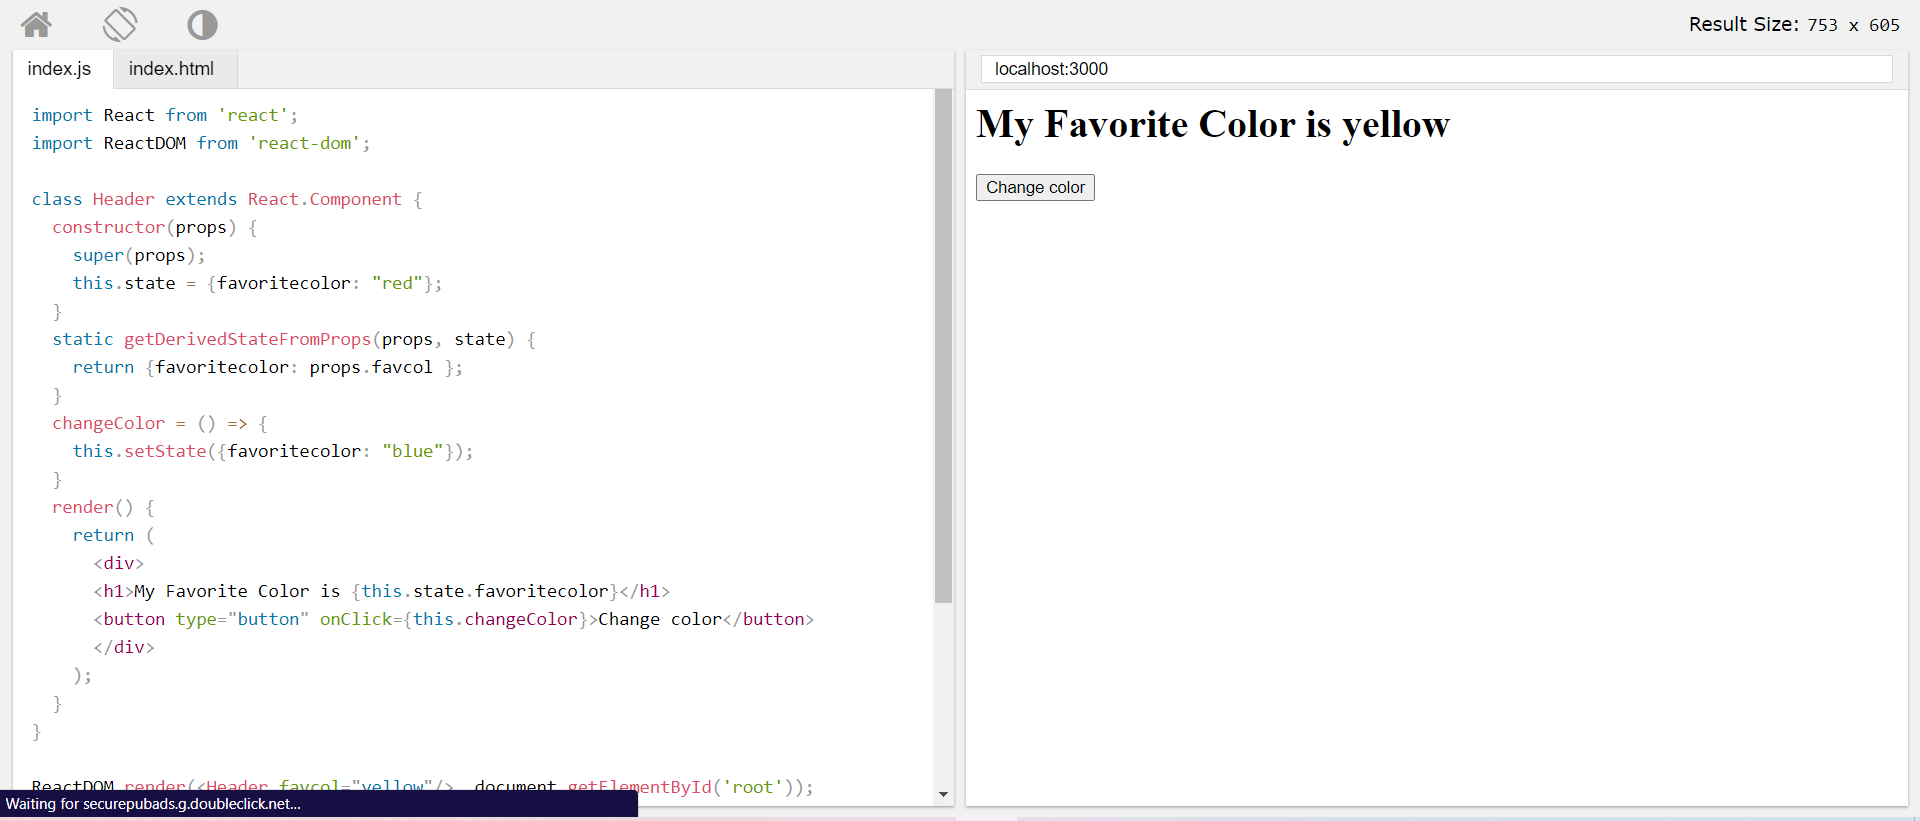 Result Size: 753 x 605
index.js index.html
import React from 'react';
import ReactDOM from 'react-dom';
class Header extends React.Component {
constructor(props) {
super(props);
this.state = {favoritecolor: "red"};
}
static getDerivedStateFromProps(props, state) {
return {favoritecolor: props.favcol };
}
changeColor = () => {
this.setState({favoritecolor: "blue"});
}
render() {
return (
<div>
<h1>My Favorite Color is {this.state.favoritecolor}</h1>
<button type="button" onClick={this.changeColor}>Change color</button>
</div>
);
}
}
ReactDOM.render(<Header favcol="yellow"/>, document.getElementById('root'));
Waiting for securepubads.g.doubleclick.net...
localhost:3000
My Favorite Color is yellow
Change color